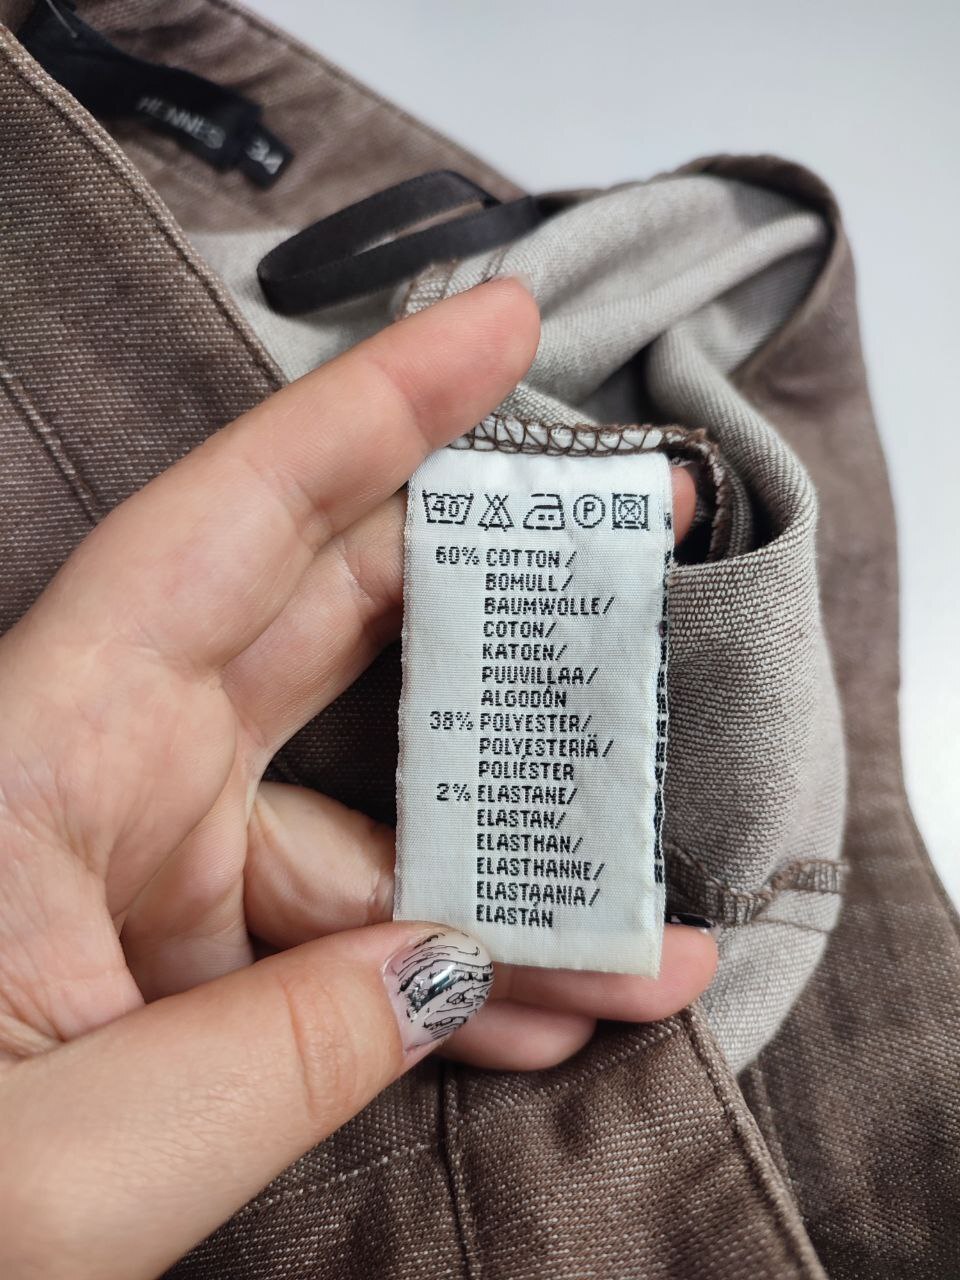 HENNES
34
40
P
60% COTTON/
BOMULL/
BAUMWOLLE/
COTON/
KATOEN/
PUUVILLAA/
ALGODÓN
38% POLYESTER/
POLYESTERIÄ/
POLIÉSTER
2% ELASTANE/
ELASTAN/
ELASTHAN/
ELASTHANNE/
ELASTAANIA/
ELASTÁN